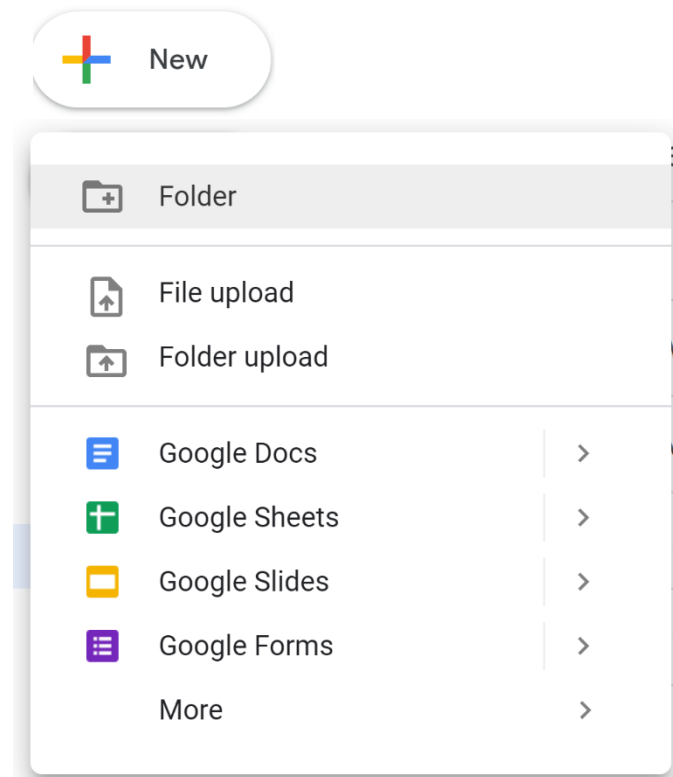 New
Folder
File upload
Folder upload
Google Docs
Google Sheets
Google Slides
Google Forms
More